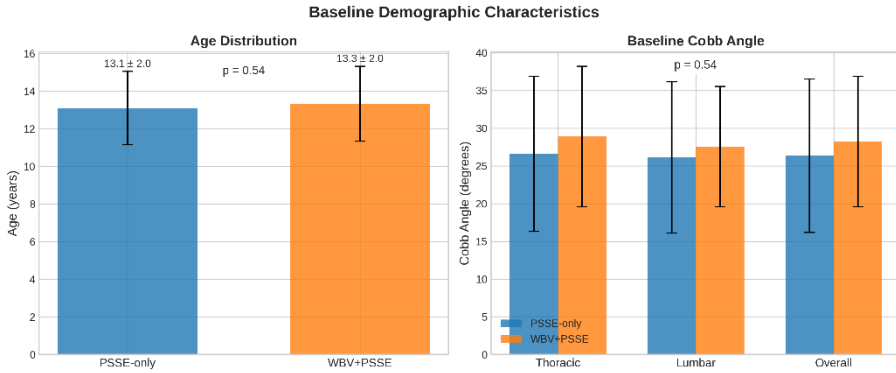 Baseline Demographic Characteristics
Age Distribution
Age (years)
16
14
12
10
8
6
4
2
0
13.1 ± 2.0
p = 0.54
13.3 ± 2.0
PSSE-only
WBV+PSSE
Baseline Cobb Angle
Cobb Angle (degrees)
40
35
30
25
20
15
10
5
0
p = 0.54
PSSE-only
WBV+PSSE
Thoracic
Lumbar
Overall